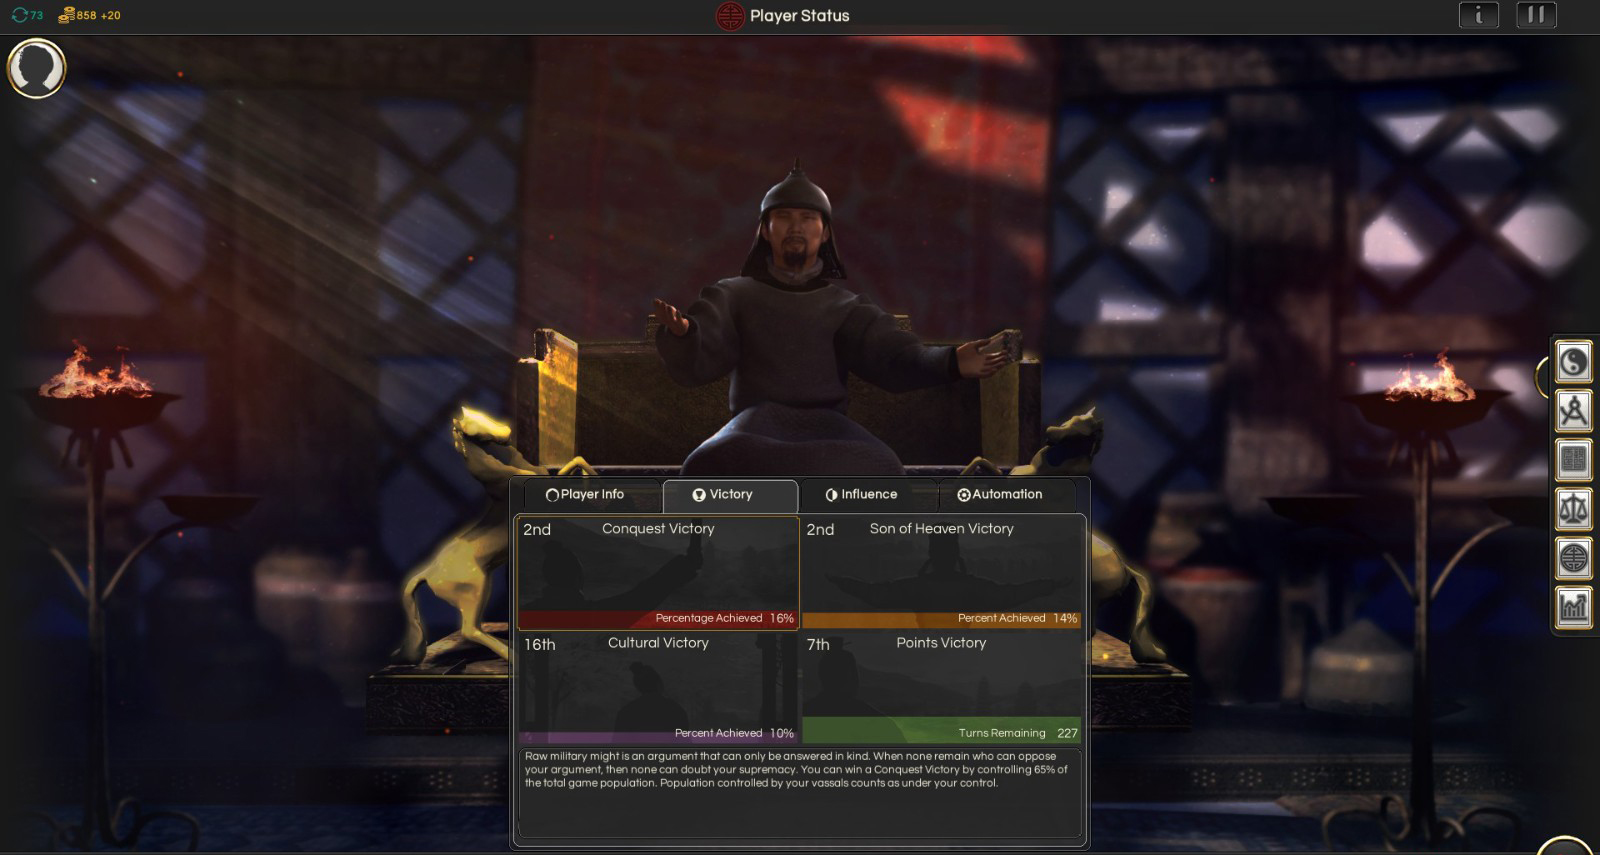 73 858 +20 Player Status
Player Info Victory Influence Automation
2nd Conquest Victory
Percentage Achieved 16%
2nd Son of Heaven Victory
Percent Achieved 14%
16th Cultural Victory
Percent Achieved 10%
7th Points Victory
Turns Remaining 227
Raw military might is an argument that can only be answered in kind. When none remain who can oppose
your argument, then none can doubt your supremacy. You can win a Conquest Victory by controlling 65% of
the total game population. Population controlled by your vassals counts as under your control.